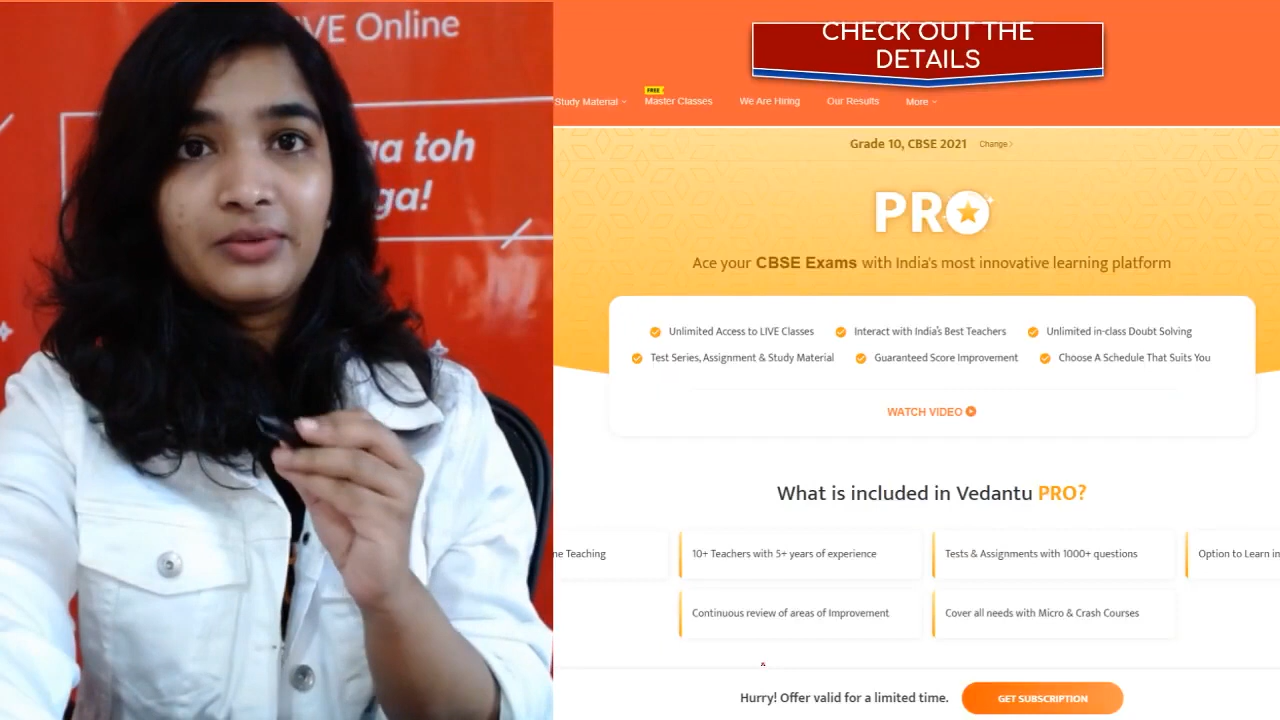 VE Online
aa toh
ga!
CHECK OUT THE
DETAILS
Study Material
FREE
Master Classes
We Are Hiring
Our Results
More
Grade 10, CBSE 2021 Change
PRO
Ace your CBSE Exams with India's most innovative learning platform
Unlimited Access to LIVE Classes
Interact with India's Best Teachers
Unlimited in-class Doubt Solving
Test Series, Assignment & Study Material
Guaranteed Score Improvement
Choose A Schedule That Suits You
WATCH VIDEO
What is included in Vedantu PRO?
ne Teaching
10+ Teachers with 5+ years of experience
Tests & Assignments with 1000+ questions
Option to Learn in
Continuous review of areas of Improvement
Cover all needs with Micro & Crash Courses
Hurry! Offer valid for a limited time.
GET SUBSCRIPTION